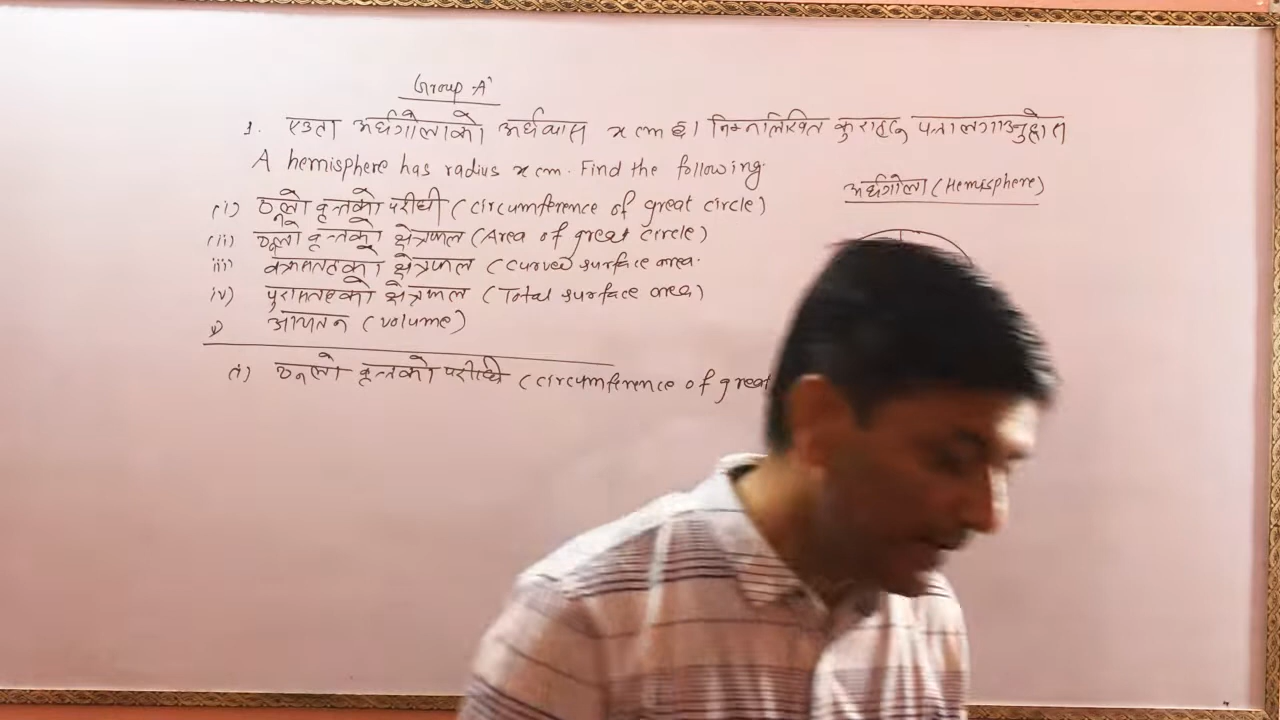 Group 'A'
1. एउटा अर्धगोलाको अर्धव्यास x cm छ। निम्नलिखित कुराहरू पत्ता लगाउनुहोस
A hemisphere has radius x cm. Find the following.
(i) ठूलो वृत्तको परीधी (circumference of great circle)
(ii) ठूलो वृत्तको क्षेत्रफल (Area of great circle)
iii) वक्रसतहको क्षेत्रफल (curved surface area.
iv) पुरासतहको क्षेत्रफल (Total surface area)
v) आयतन (volume)
अर्धगोला (Hemisphere)
(i) ठूलो वृत्तको परीधि (circumference of great